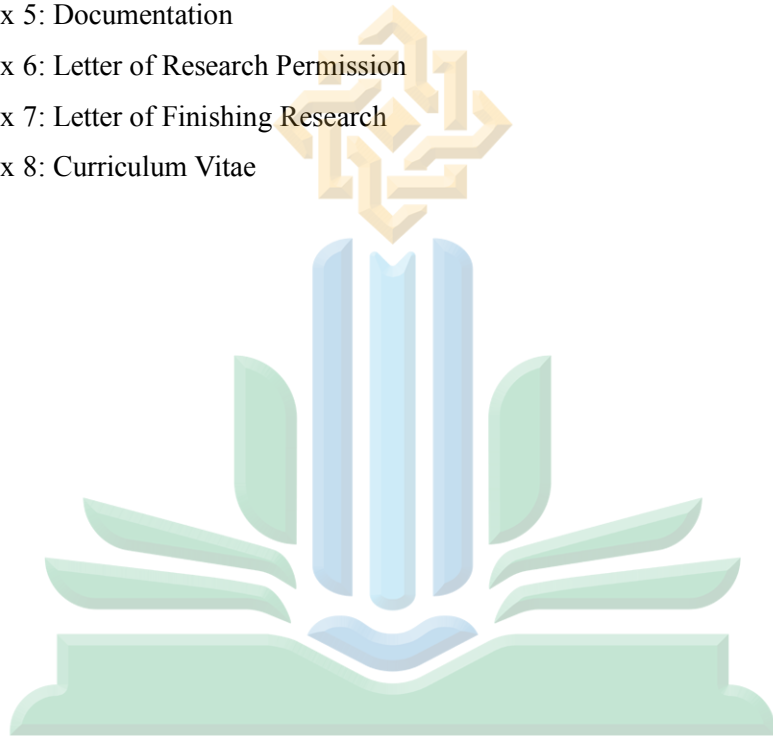 x 5: Documentation
x 6: Letter of Research Permission
x 7: Letter of Finishing Research
x 8: Curriculum Vitae